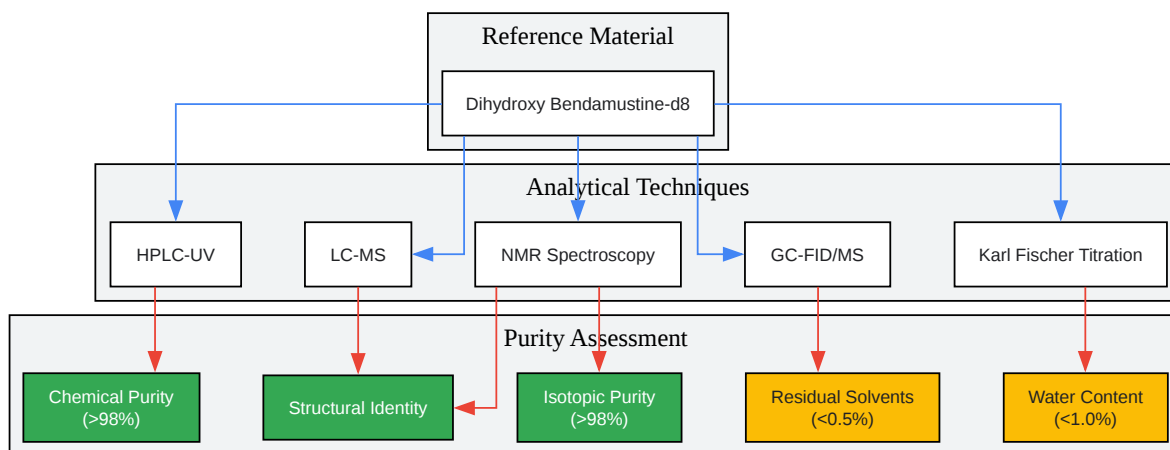 Reference Material
Dihydroxy Bendamustine-d8
Analytical Techniques
HPLC-UV
LC-MS
NMR Spectroscopy
GC-FID/MS
Karl Fischer Titration
Purity Assessment
Chemical Purity
(>98%)
Structural Identity
Isotopic Purity
(>98%)
Residual Solvents
(<0.5%)
Water Content
(<1.0%)